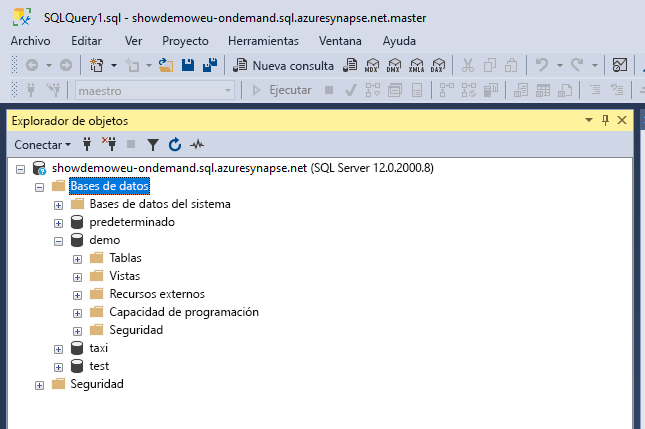 SQLQuery1.sql - showdemoweu-ondemand.sql.azuresynapse.net.master
Archivo Editar Ver Proyecto Herramientas Ventana Ayuda
Nueva consulta MDX DMX XMLA DAX
maestro Ejecutar
Explorador de objetos
Conectar
showdemoweu-ondemand.sql.azuresynapse.net (SQL Server 12.0.2000.8)
Bases de datos
Bases de datos del sistema
predeterminado
demo
Tablas
Vistas
Recursos externos
Capacidad de programación
Seguridad
taxi
test
Seguridad